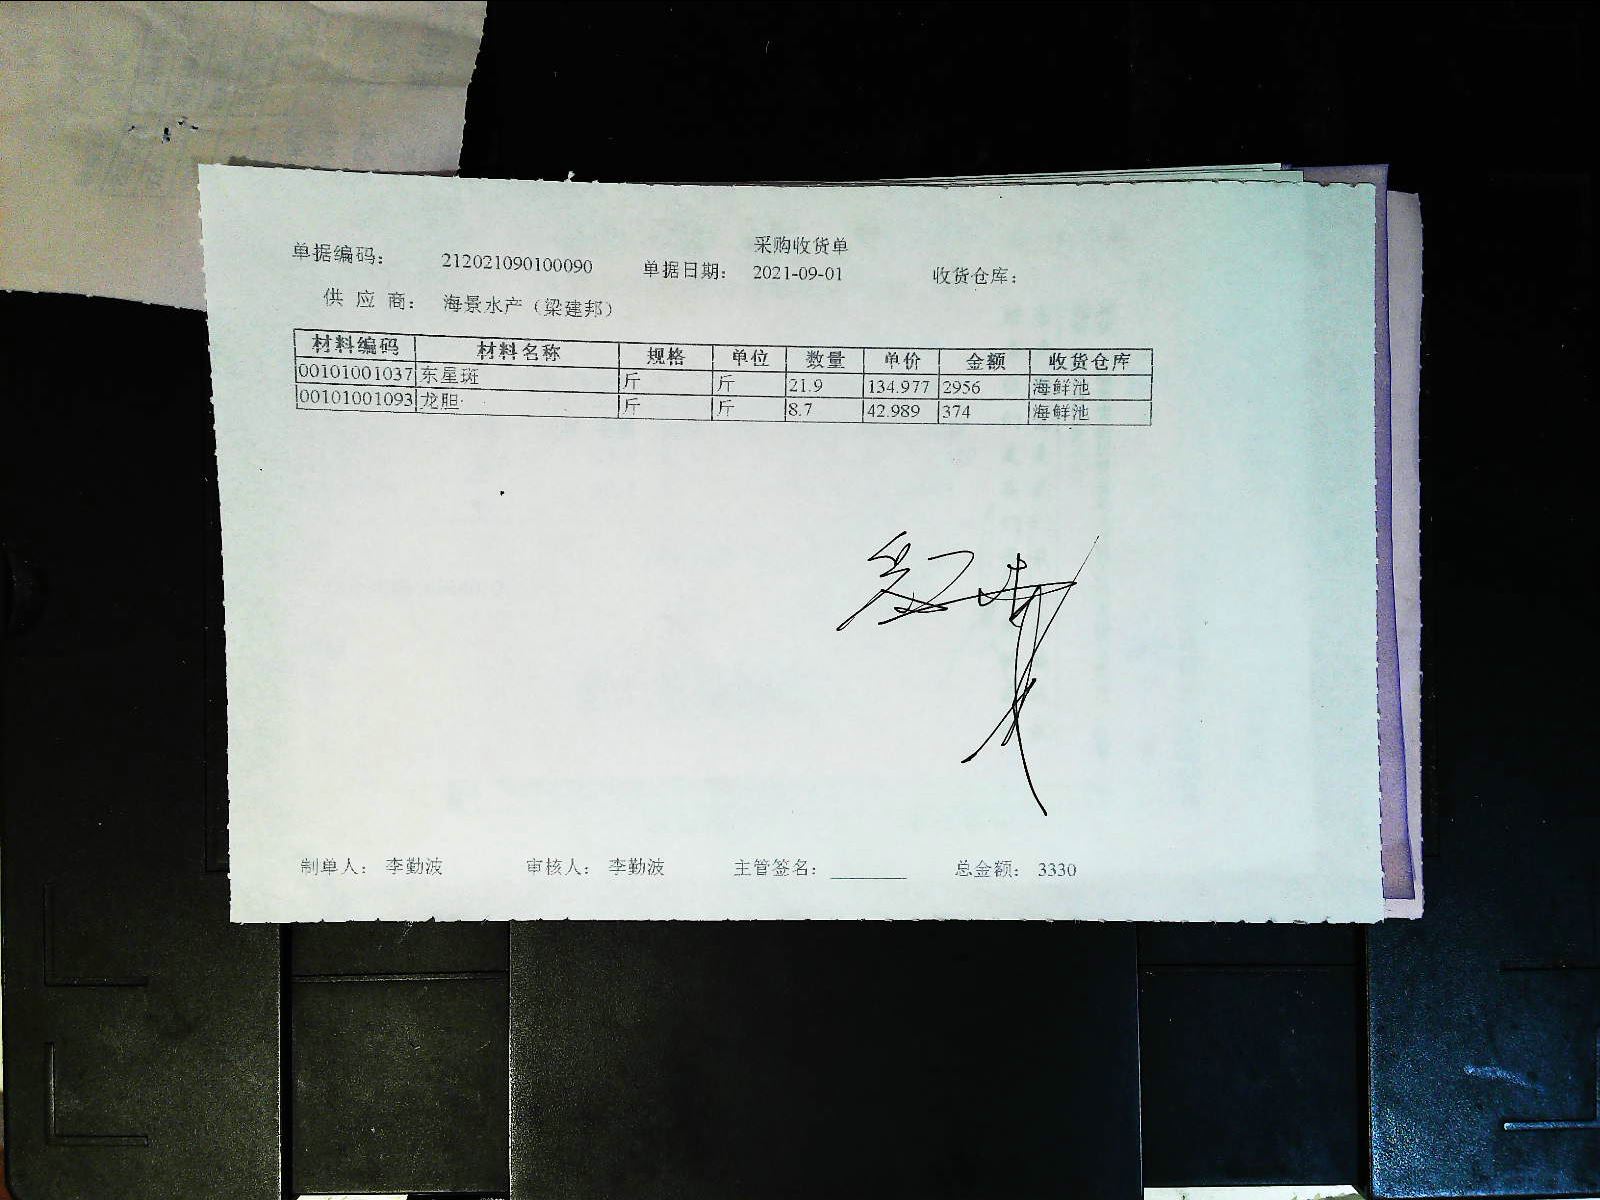 采购收货单
单据编码： 212021090100090 单据日期： 2021-09-01 收货仓库：
供 应 商： 海景水产（梁建邦）
材料编码 材料名称 规格 单位 数量 单价 金额 收货仓库
00101001037 东星斑 斤 斤 21.9 134.977 2956 海鲜池
00101001093 龙胆 斤 斤 8.7 42.989 374 海鲜池
制单人： 李勤波 审核人： 李勤波 主管签名： ________ 总金额： 3330